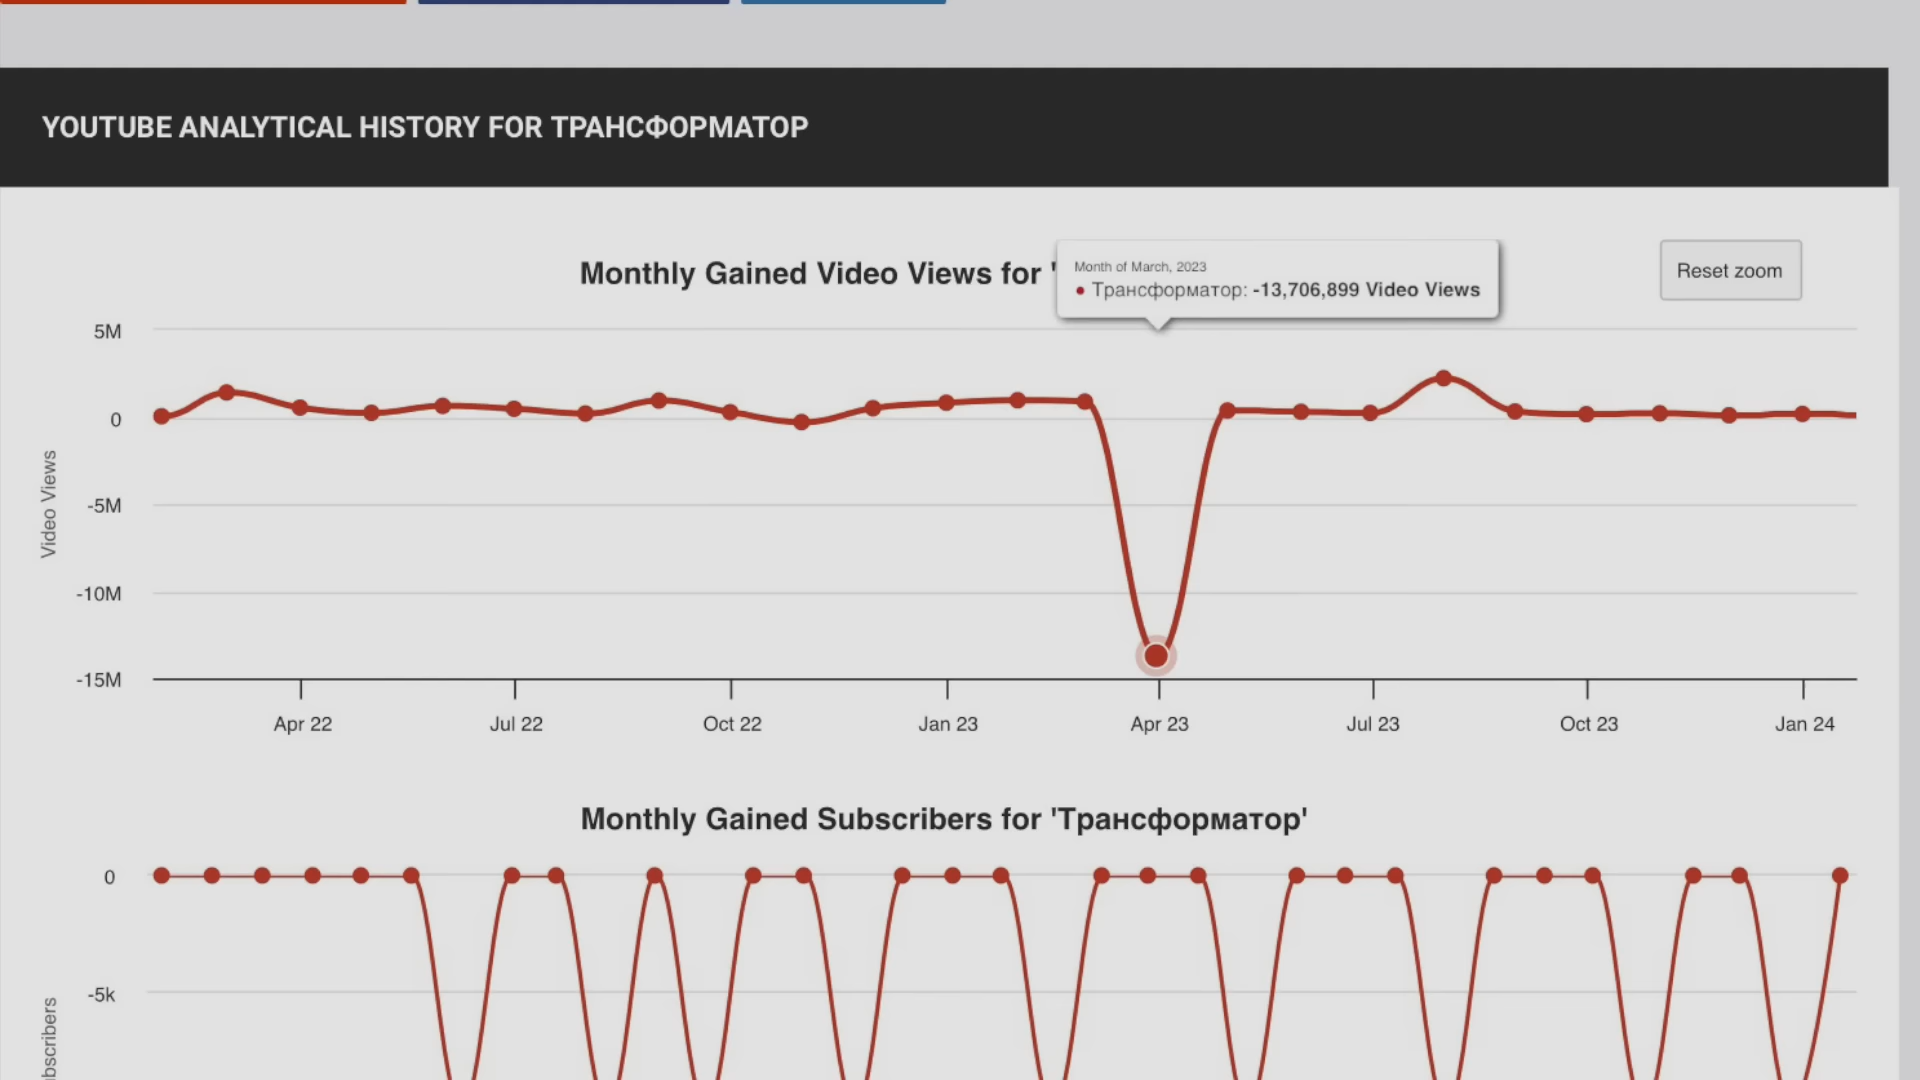 YOUTUBE ANALYTICAL HISTORY FOR ТРАНСФОРМАТОР
Monthly Gained Video Views for '
Month of March, 2023
Трансформатор: -13,706,899 Video Views
Reset zoom
5M
0
-5M
-10M
-15M
Video Views
Apr 22
Jul 22
Oct 22
Jan 23
Apr 23
Jul 23
Oct 23
Jan 24
Monthly Gained Subscribers for 'Трансформатор'
0
-5k
bscribers